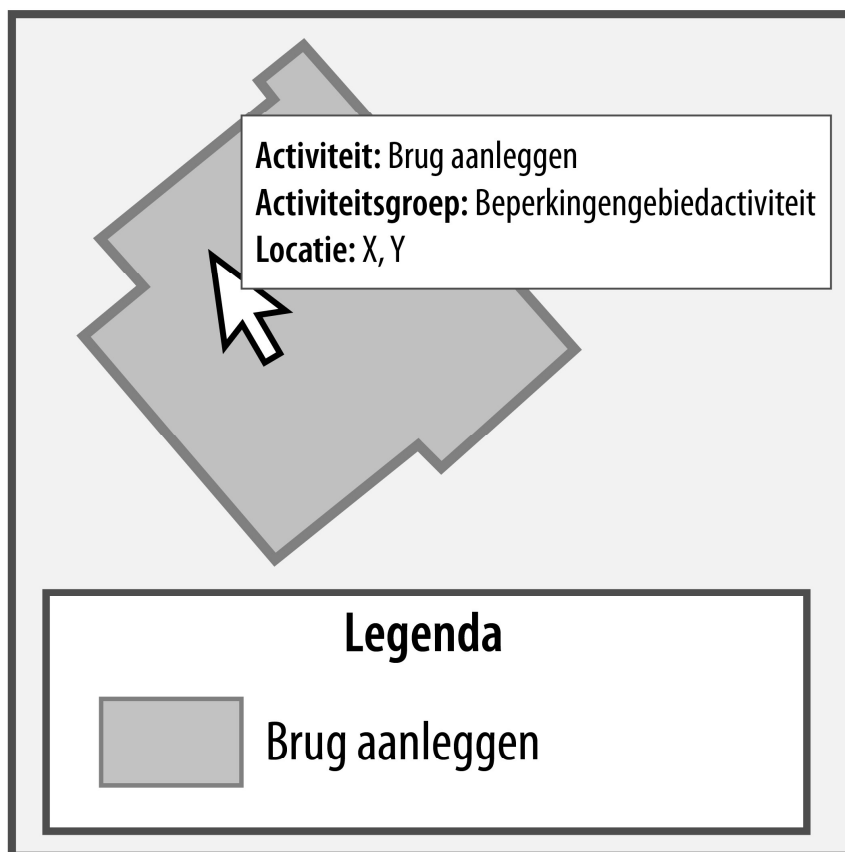 Activiteit: Brug aanleggen
Activiteitsgroep: Beperkingengebiedactiviteit
Locatie: X, Y
Legenda
Brug aanleggen